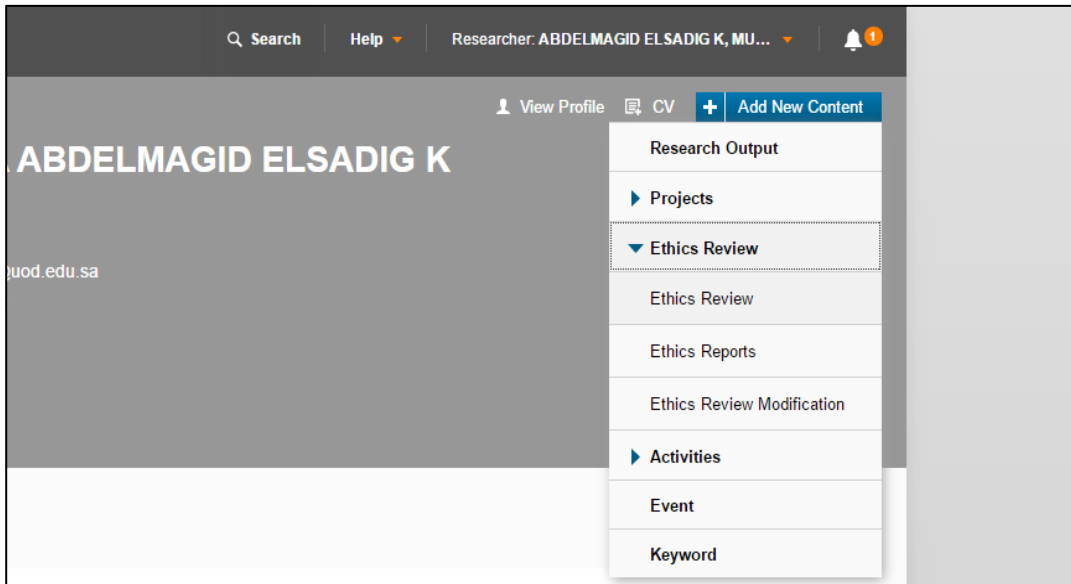 Search Help Researcher: ABDELMAGID ELSADIG K, MU... 1
View Profile CV + Add New Content
ABDELMAGID ELSADIG K
Research Output
Projects
Ethics Review
uod.edu.sa
Ethics Review
Ethics Reports
Ethics Review Modification
Activities
Event
Keyword